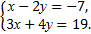 x − 2y = −7,
3x + 4y = 19.